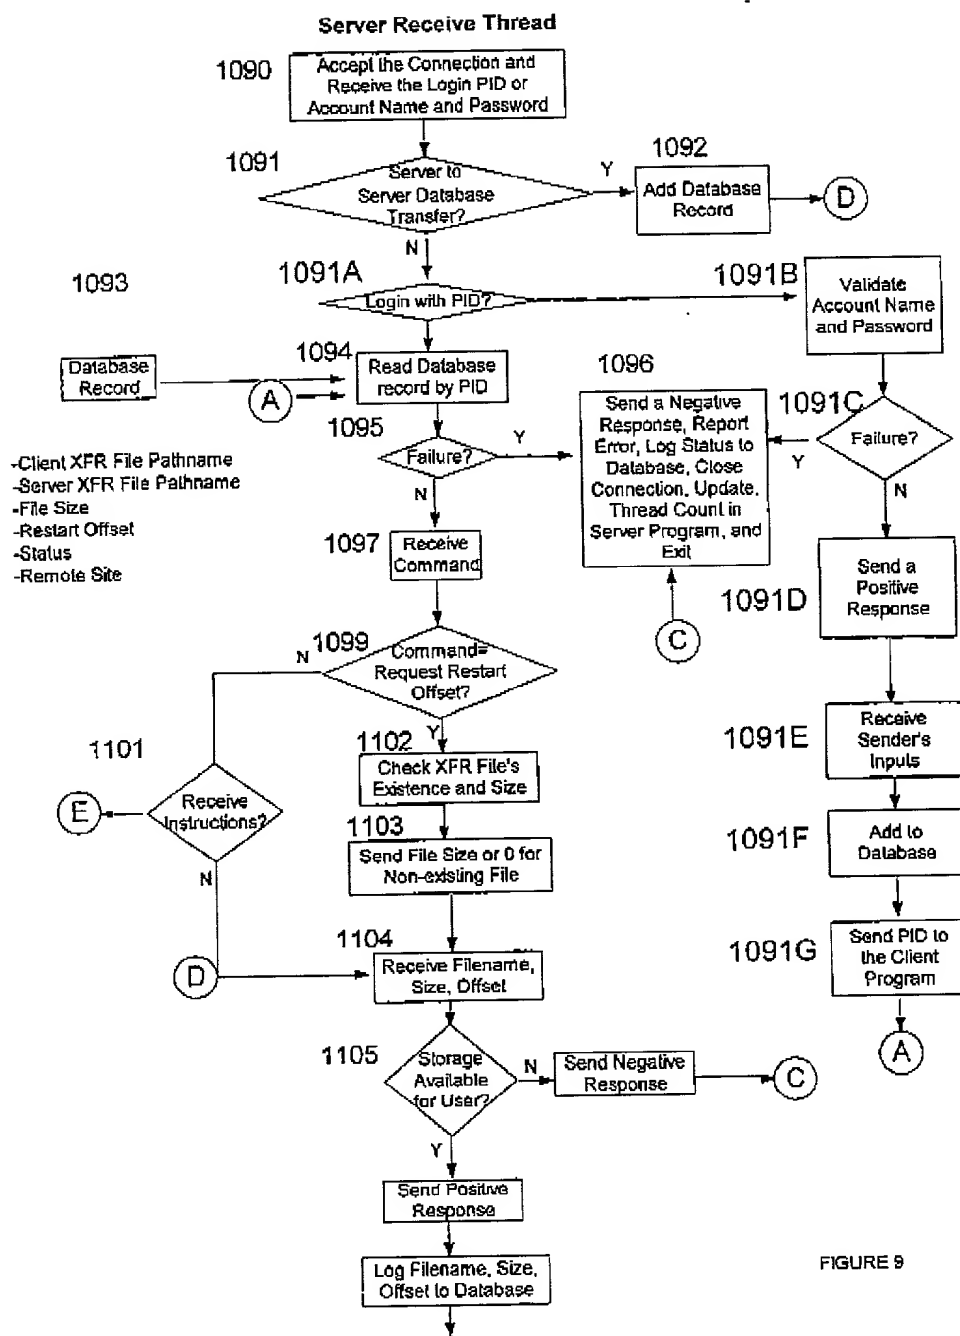 Server Receive Thread
1090
Accept the Connection and
Receive the Login PID or
Account Name and Password
1091
Server to
Server Database
Transfer?
Y
N
1092
Add Database
Record
D
1091A
Login with PID?
1091B
Validate
Account Name
and Password
1093
Database
Record
A
1094
Read Database
record by PID
1095
Failure?
Y
N
1096
Send a Negative
Response, Report
Error, Log Status to
Database, Close
Connection, Update,
Thread Count in
Server Program, and
Exit
C
1091C
Failure?
Y
N
-Client XFR File Pathname
-Server XFR File Pathname
-File Size
-Restart Offset
-Status
-Remote Site
1097
Receive
Command
1091D
Send a
Positive
Response
1099
Command=
Request Restart
Offset?
N
Y
1091E
Receive
Sender's
Inputs
1101
Receive
Instructions?
E
N
1102
Check XFR File's
Existence and Size
1103
Send File Size or 0 for
Non-existing File
1091F
Add to
Database
1091G
Send PID to
the Client
Program
A
D
1104
Receive Filename,
Size, Offset
1105
Storage
Available
for User?
N
Send Negative
Response
C
Y
Send Positive
Response
Log Filename, Size,
Offset to Database
FIGURE 9